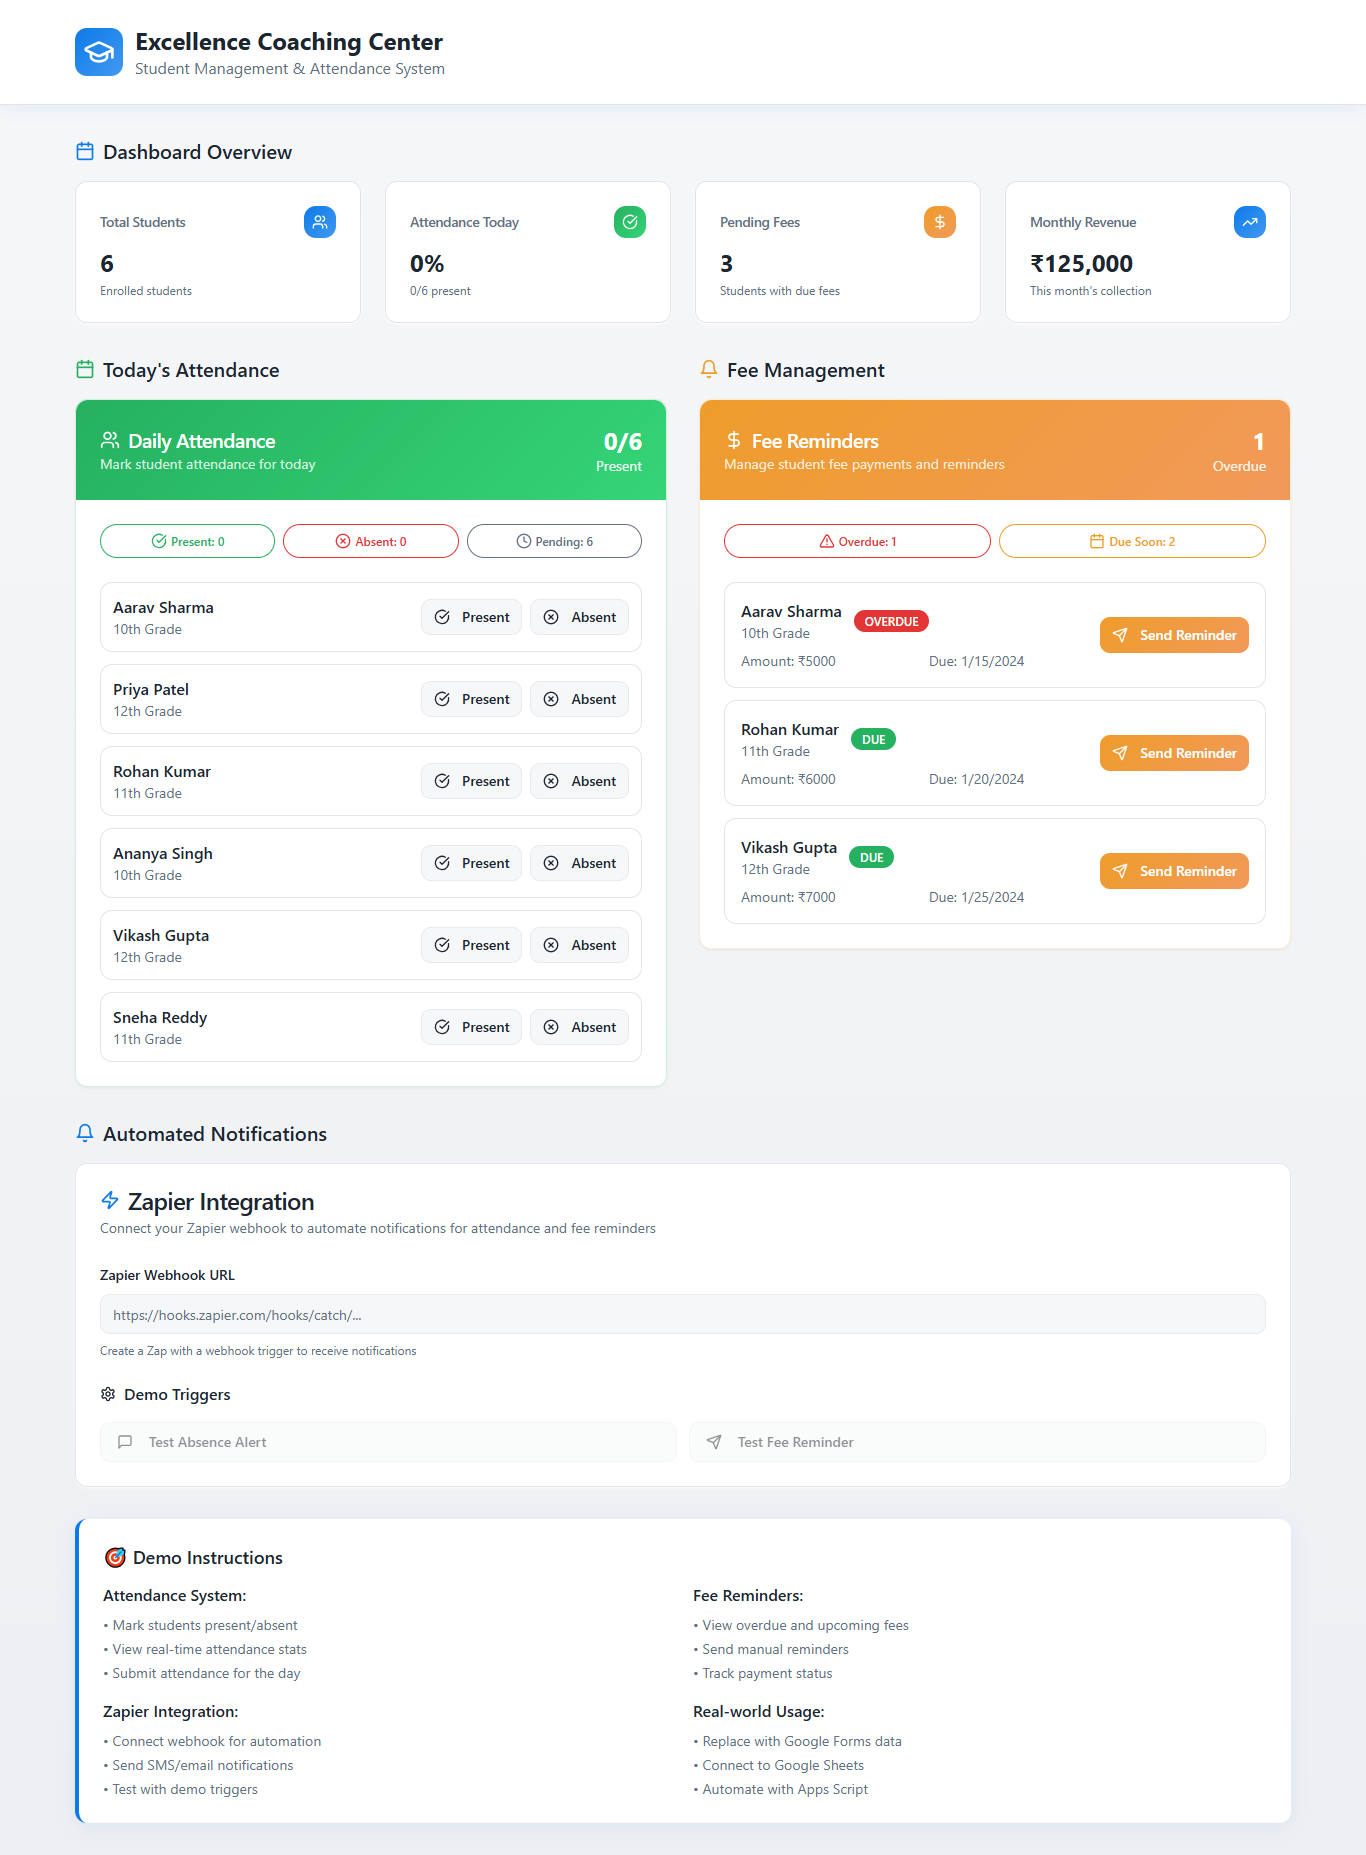 Excellence Coaching Center
Student Management & Attendance System
Dashboard Overview
Total Students
6
Enrolled students
Attendance Today
0%
0/6 present
Pending Fees
3
Students with due fees
Monthly Revenue
₹125,000
This month's collection
Today's Attendance
Daily Attendance
Mark student attendance for today
0/6
Present
Present: 0
Absent: 0
Pending: 6
Aarav Sharma
10th Grade
Present
Absent
Priya Patel
12th Grade
Present
Absent
Rohan Kumar
11th Grade
Present
Absent
Ananya Singh
10th Grade
Present
Absent
Vikash Gupta
12th Grade
Present
Absent
Sneha Reddy
11th Grade
Present
Absent
Fee Management
Fee Reminders
Manage student fee payments and reminders
1
Overdue
Overdue: 1
Due Soon: 2
Aarav Sharma
10th Grade
OVERDUE
Amount: ₹5000
Due: 1/15/2024
Send Reminder
Rohan Kumar
11th Grade
DUE
Amount: ₹6000
Due: 1/20/2024
Send Reminder
Vikash Gupta
12th Grade
DUE
Amount: ₹7000
Due: 1/25/2024
Send Reminder
Automated Notifications
Zapier Integration
Connect your Zapier webhook to automate notifications for attendance and fee reminders
Zapier Webhook URL
https://hooks.zapier.com/hooks/catch/...
Create a Zap with a webhook trigger to receive notifications
Demo Triggers
Test Absence Alert
Test Fee Reminder
Demo Instructions
Attendance System:
• Mark students present/absent
• View real-time attendance stats
• Submit attendance for the day
Fee Reminders:
• View overdue and upcoming fees
• Send manual reminders
• Track payment status
Zapier Integration:
• Connect webhook for automation
• Send SMS/email notifications
• Test with demo triggers
Real-world Usage:
• Replace with Google Forms data
• Connect to Google Sheets
• Automate with Apps Script